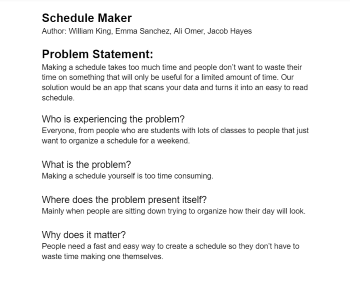 Schedule Maker
Author: William King, Emma Sanchez, Ali Omer, Jacob Hayes
Problem Statement:
Making a schedule takes too much time and people don't want to waste their
time on something that will only be useful for a limited amount of time. Our
solution would be an app that scans your data and turns it into an easy to read
schedule.
Who is experiencing the problem?
Everyone, from people who are students with lots of classes to people that just
want to organize a schedule for a weekend.
What is the problem?
Making a schedule yourself is too time consuming.
Where does the problem present itself?
Mainly when people are sitting down trying to organize how their day will look.
Why does it matter?
People need a fast and easy way to create a schedule so they don't have to
waste time making one themselves.